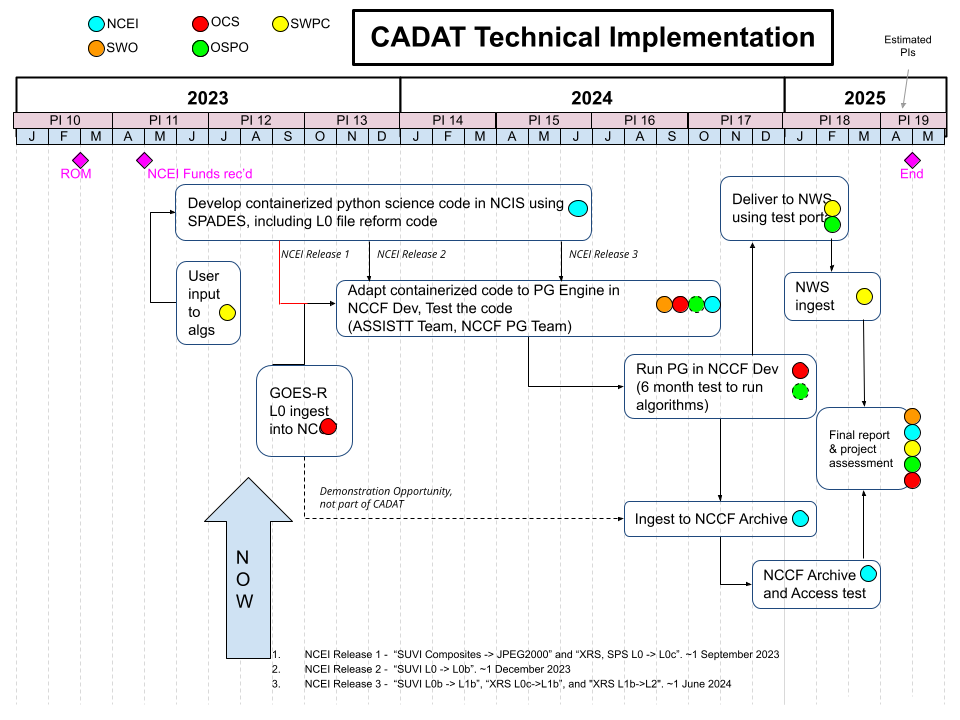 NCEI
OCS
SWPC
SWO
OSPO
CADAT Technical Implementation
Estimated
PIs
2023
2024
2025
PI 10
PI 11
PI 12
PI 13
PI 14
PI 15
PI 16
PI 17
PI 18
PI 19
J F M A M J J A S O N D J F M A M J J A S O N D J F M A M
ROM
NCEI Funds rec'd
End
Develop containerized python science code in NCIS using
SPADES, including L0 file reform code
Deliver to NWS
using test ports
NCEI Release 1
NCEI Release 2
NCEI Release 3
User
input
to
algs
Adapt containerized code to PG Engine in
NCCF Dev, Test the code
(ASSISTT Team, NCCF PG Team)
NWS
ingest
GOES-R
L0 ingest
into
Run PG in NCCF Dev
(6 month test to run
algorithms)
Final report
& project
assessment
Demonstration Opportunity,
not part of CADAT
Ingest to NCCF Archive
NCCF Archive
and Access test
N
O
W
1. NCEI Release 1 - “SUVI Composites -> JPEG2000” and “XRS, SPS L0 -> L0c”. ~1 September 2023
2. NCEI Release 2 - “SUVI L0 -> L0b”. ~1 December 2023
3. NCEI Release 3 - “SUVI L0b -> L1b”, “XRS L0c->L1b”, and "XRS L1b->L2". ~1 June 2024